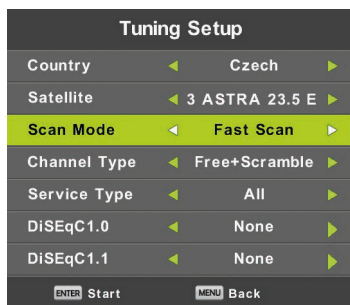 Tuning Setup
Country Czech
Satellite 3 ASTRA 23.5 E
Scan Mode Fast Scan
Channel Type Free+Scramble
Service Type All
DiSEqC1.0 None
DiSEqC1.1 None
ENTER Start MENU Back